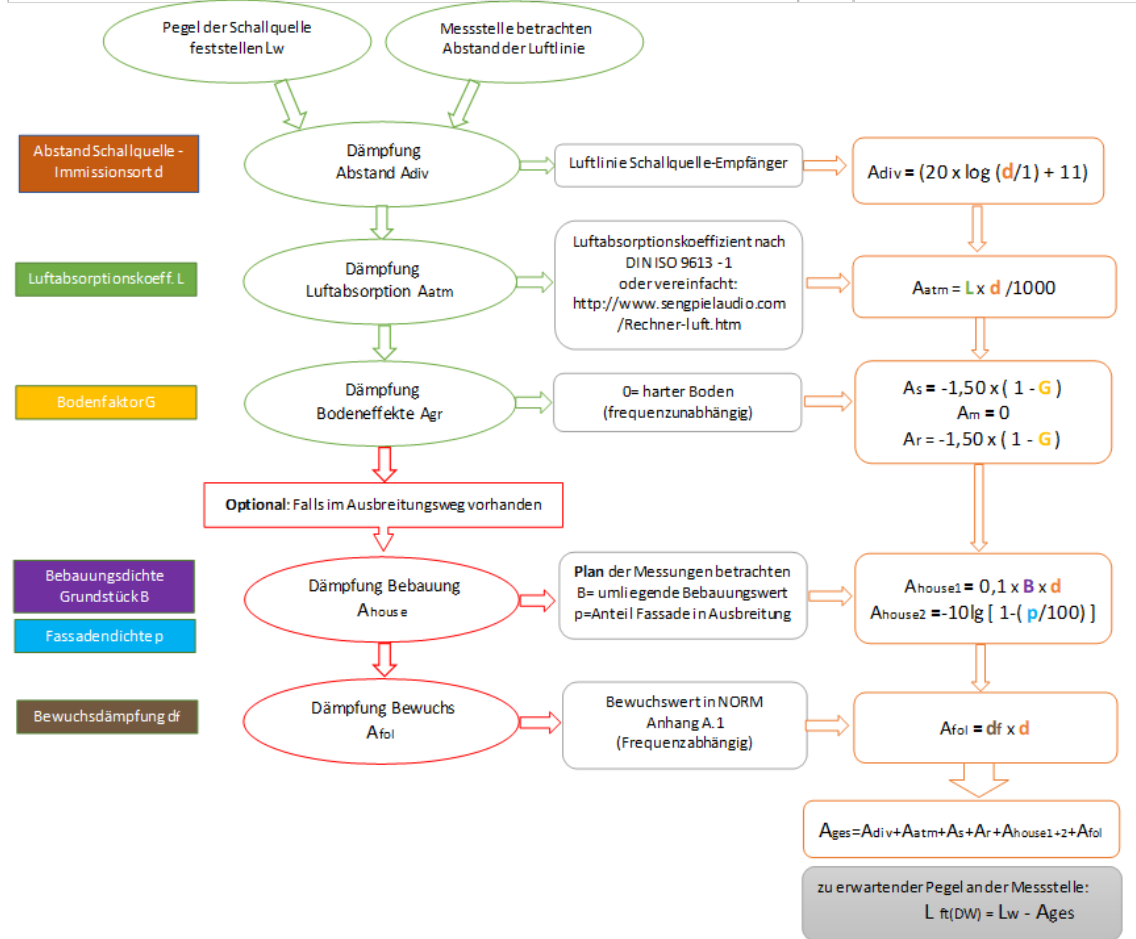 Pegel der Schallquelle
feststellen Lw
Messstelle betrachten
Abstand der Luftlinie
Abstand Schallquelle -
Immissionsort d
Dämpfung
Abstand Adiv
Luftlinie Schallquelle-Empfänger
Adiv = (20 x log (d/1) + 11)
Luftabsorptionskoeff. L
Dämpfung
Luftabsorption Aatm
Luftabsorptionskoeffizient nach
DIN ISO 9613 -1
oder vereinfacht:
http://www.sengpielaudio.com
/Rechner-luft.htm
Aatm = L x d /1000
Bodenfaktor G
Dämpfung
Bodeneffekte Agr
0= harter Boden
(frequenzunabhängig)
As = -1,50 x ( 1 - G )
Am = 0
Ar = -1,50 x ( 1 - G )
Optional: Falls im Ausbreitungsweg vorhanden
Bebauungsdichte
Grundstück B
Fassadendichte p
Dämpfung Bebauung
Ahouse
Plan der Messungen betrachten
B= umliegende Bebauungswert
p=Anteil Fassade in Ausbreitung
Ahouse1 = 0,1 x B x d
Ahouse2 =-10lg [ 1-( p/100) ]
Bewuchsdämpfung df
Dämpfung Bewuchs
Afol
Bewuchswert in NORM
Anhang A.1
(Frequenzabhängig)
Afol = df x d
Ages=Adiv+Aatm+As+Ar+Ahouse1+2+Afol
zu erwartender Pegel an der Messstelle:
L ft(DW) = Lw - Ages